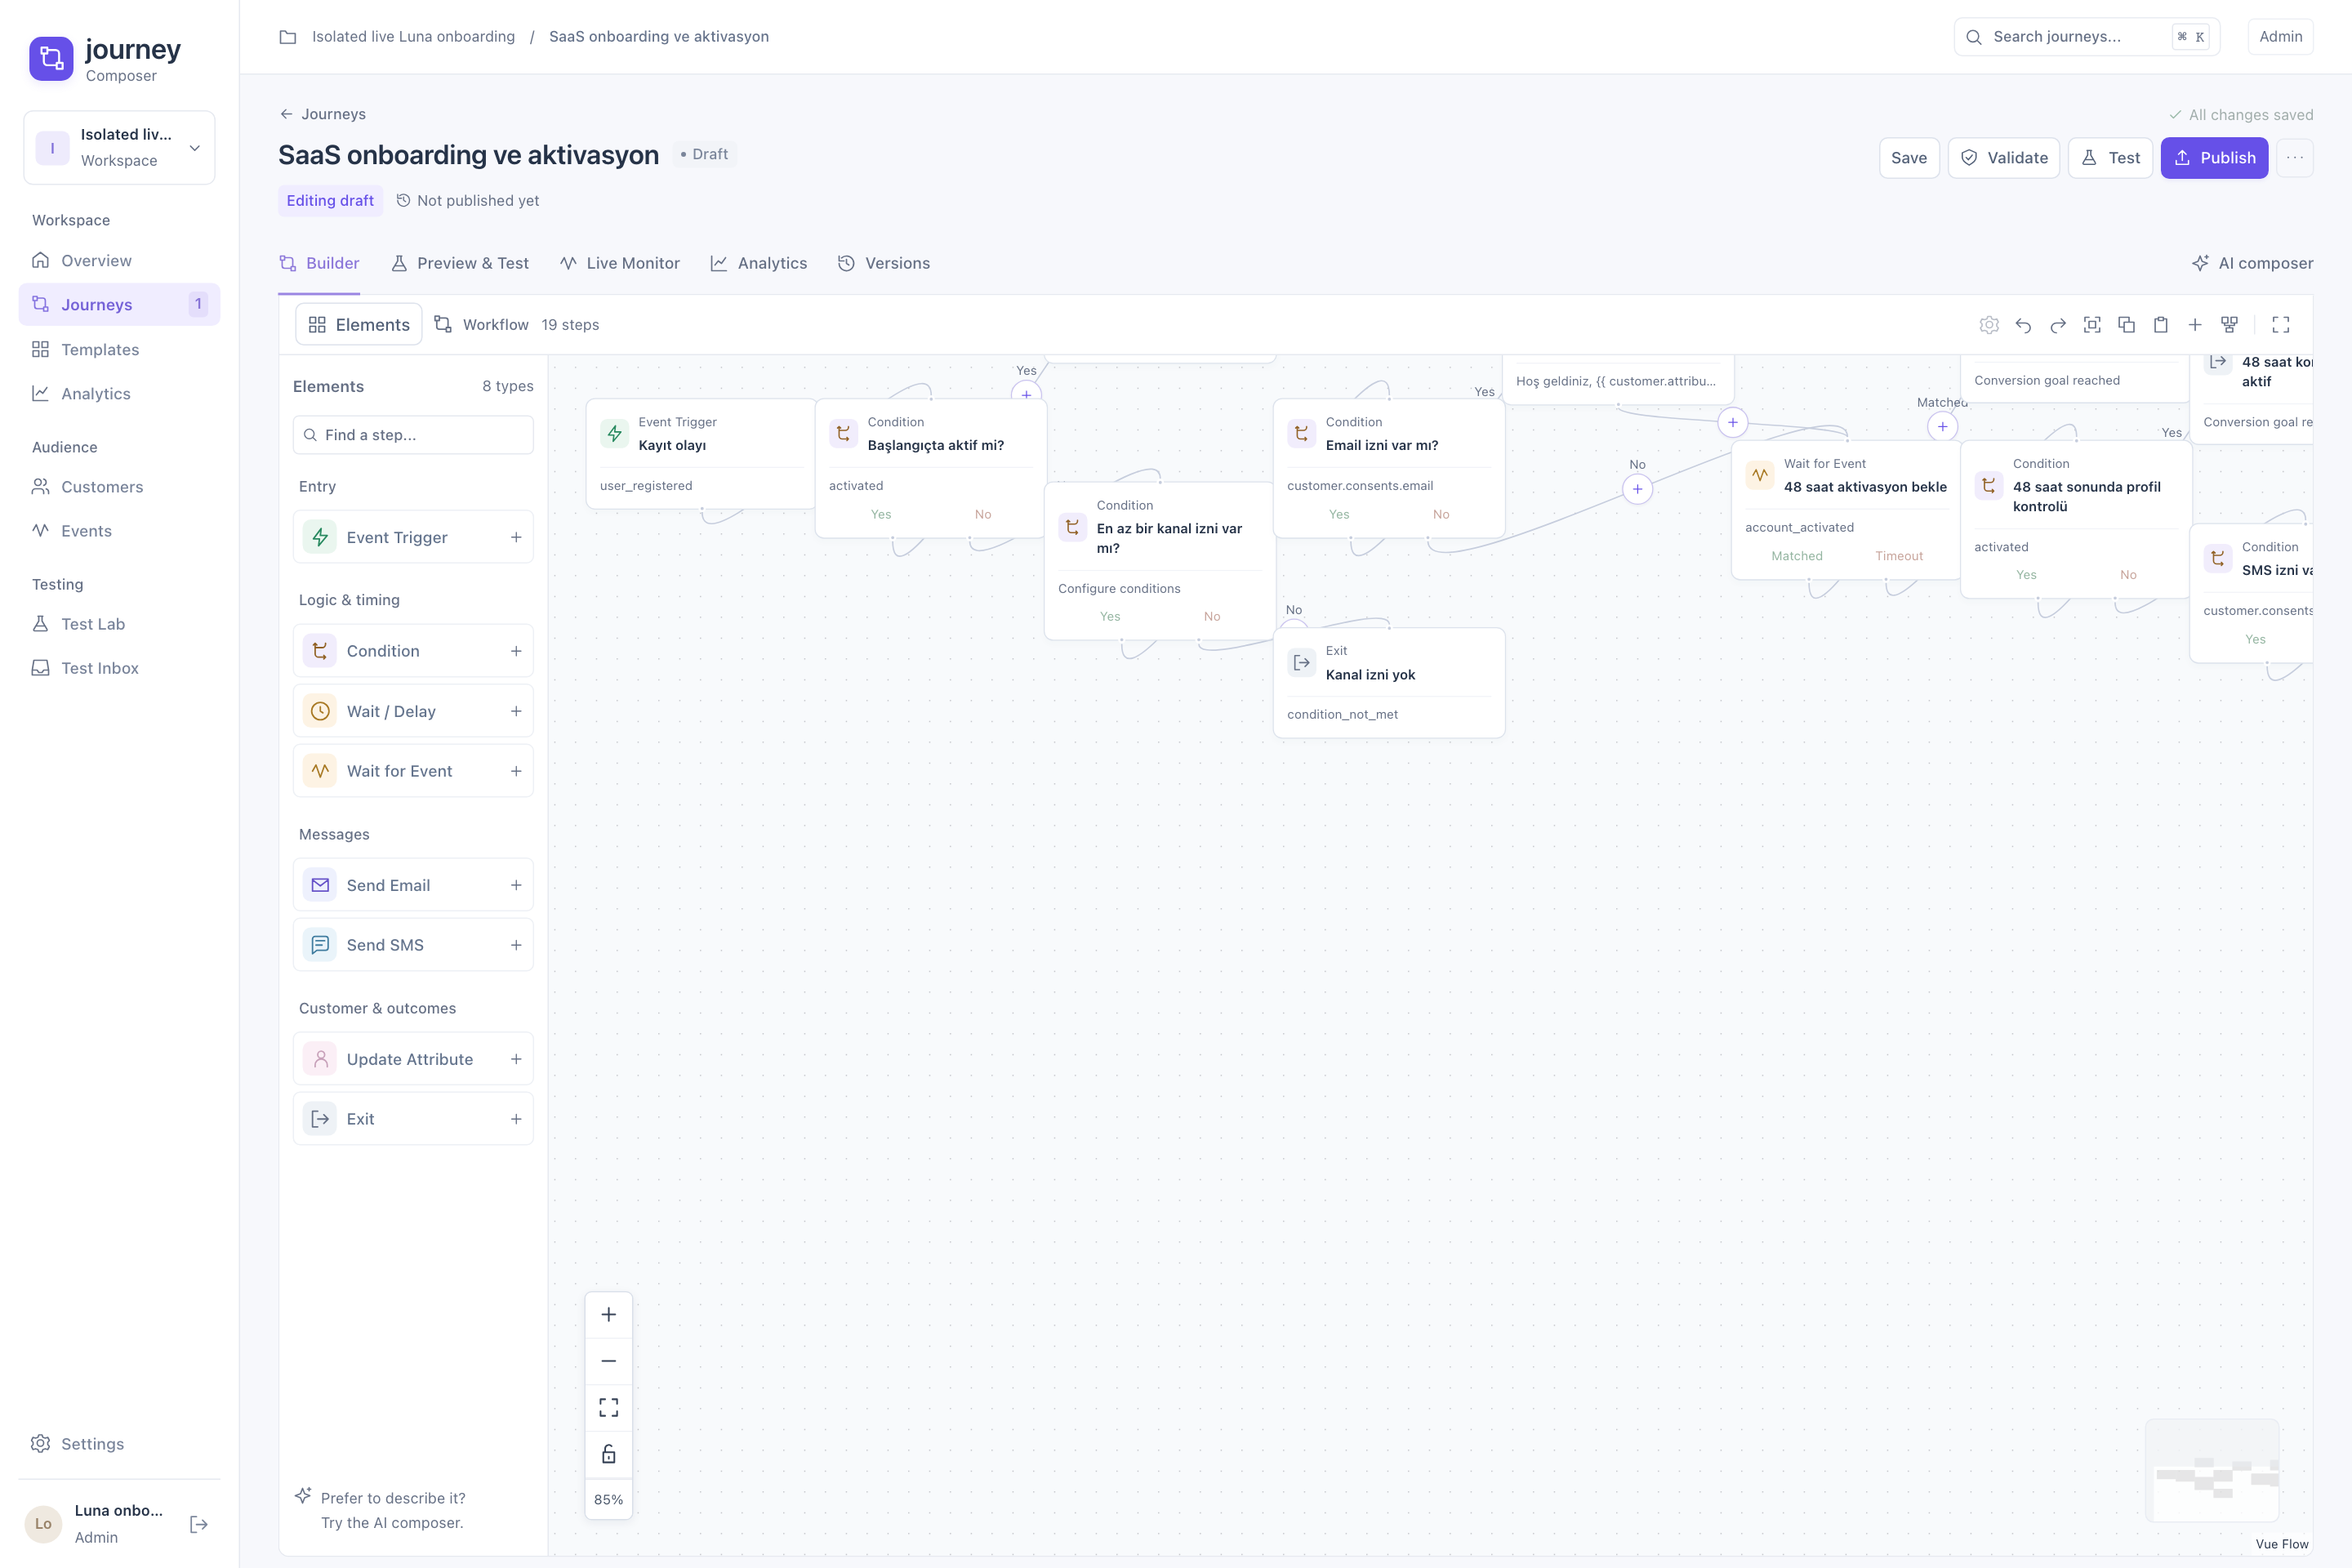 journey
Composer
Isolated liv...
Workspace
I
Workspace
Overview
Journeys
1
Templates
Analytics
Audience
Customers
Events
Testing
Test Lab
Test Inbox
Settings
Lo
Luna onbo...
Admin
Isolated live Luna onboarding / SaaS onboarding ve aktivasyon
Search journeys...
⌘ K
Admin
Journeys
All changes saved
SaaS onboarding ve aktivasyon
• Draft
Save
Validate
Test
Publish
...
Editing draft
Not published yet
Builder
Preview & Test
Live Monitor
Analytics
Versions
AI composer
Elements
Workflow
19 steps
Elements
8 types
Find a step...
Entry
Event Trigger
Logic & timing
Condition
Wait / Delay
Wait for Event
Messages
Send Email
Send SMS
Customer & outcomes
Update Attribute
Exit
Prefer to describe it?
Try the AI composer.
Event Trigger
Kayıt olayı
user_registered
Yes
Condition
Başlangıçta aktif mi?
activated
Yes No
Condition
En az bir kanal izni var
mı?
Configure conditions
Yes No
Condition
Email izni var mı?
customer.consents.email
Yes No
No
Exit
Kanal izni yok
condition_not_met
Yes
Hoş geldiniz, {{ customer.attribu...
No
Wait for Event
48 saat aktivasyon bekle
account_activated
Matched Timeout
Matched
Conversion goal reached
Condition
48 saat sonunda profil
kontrolü
activated
Yes No
Yes
48 saat
aktif
Conversion goal
Condition
SMS izni
customer.consents
Yes
85%
Vue Flow